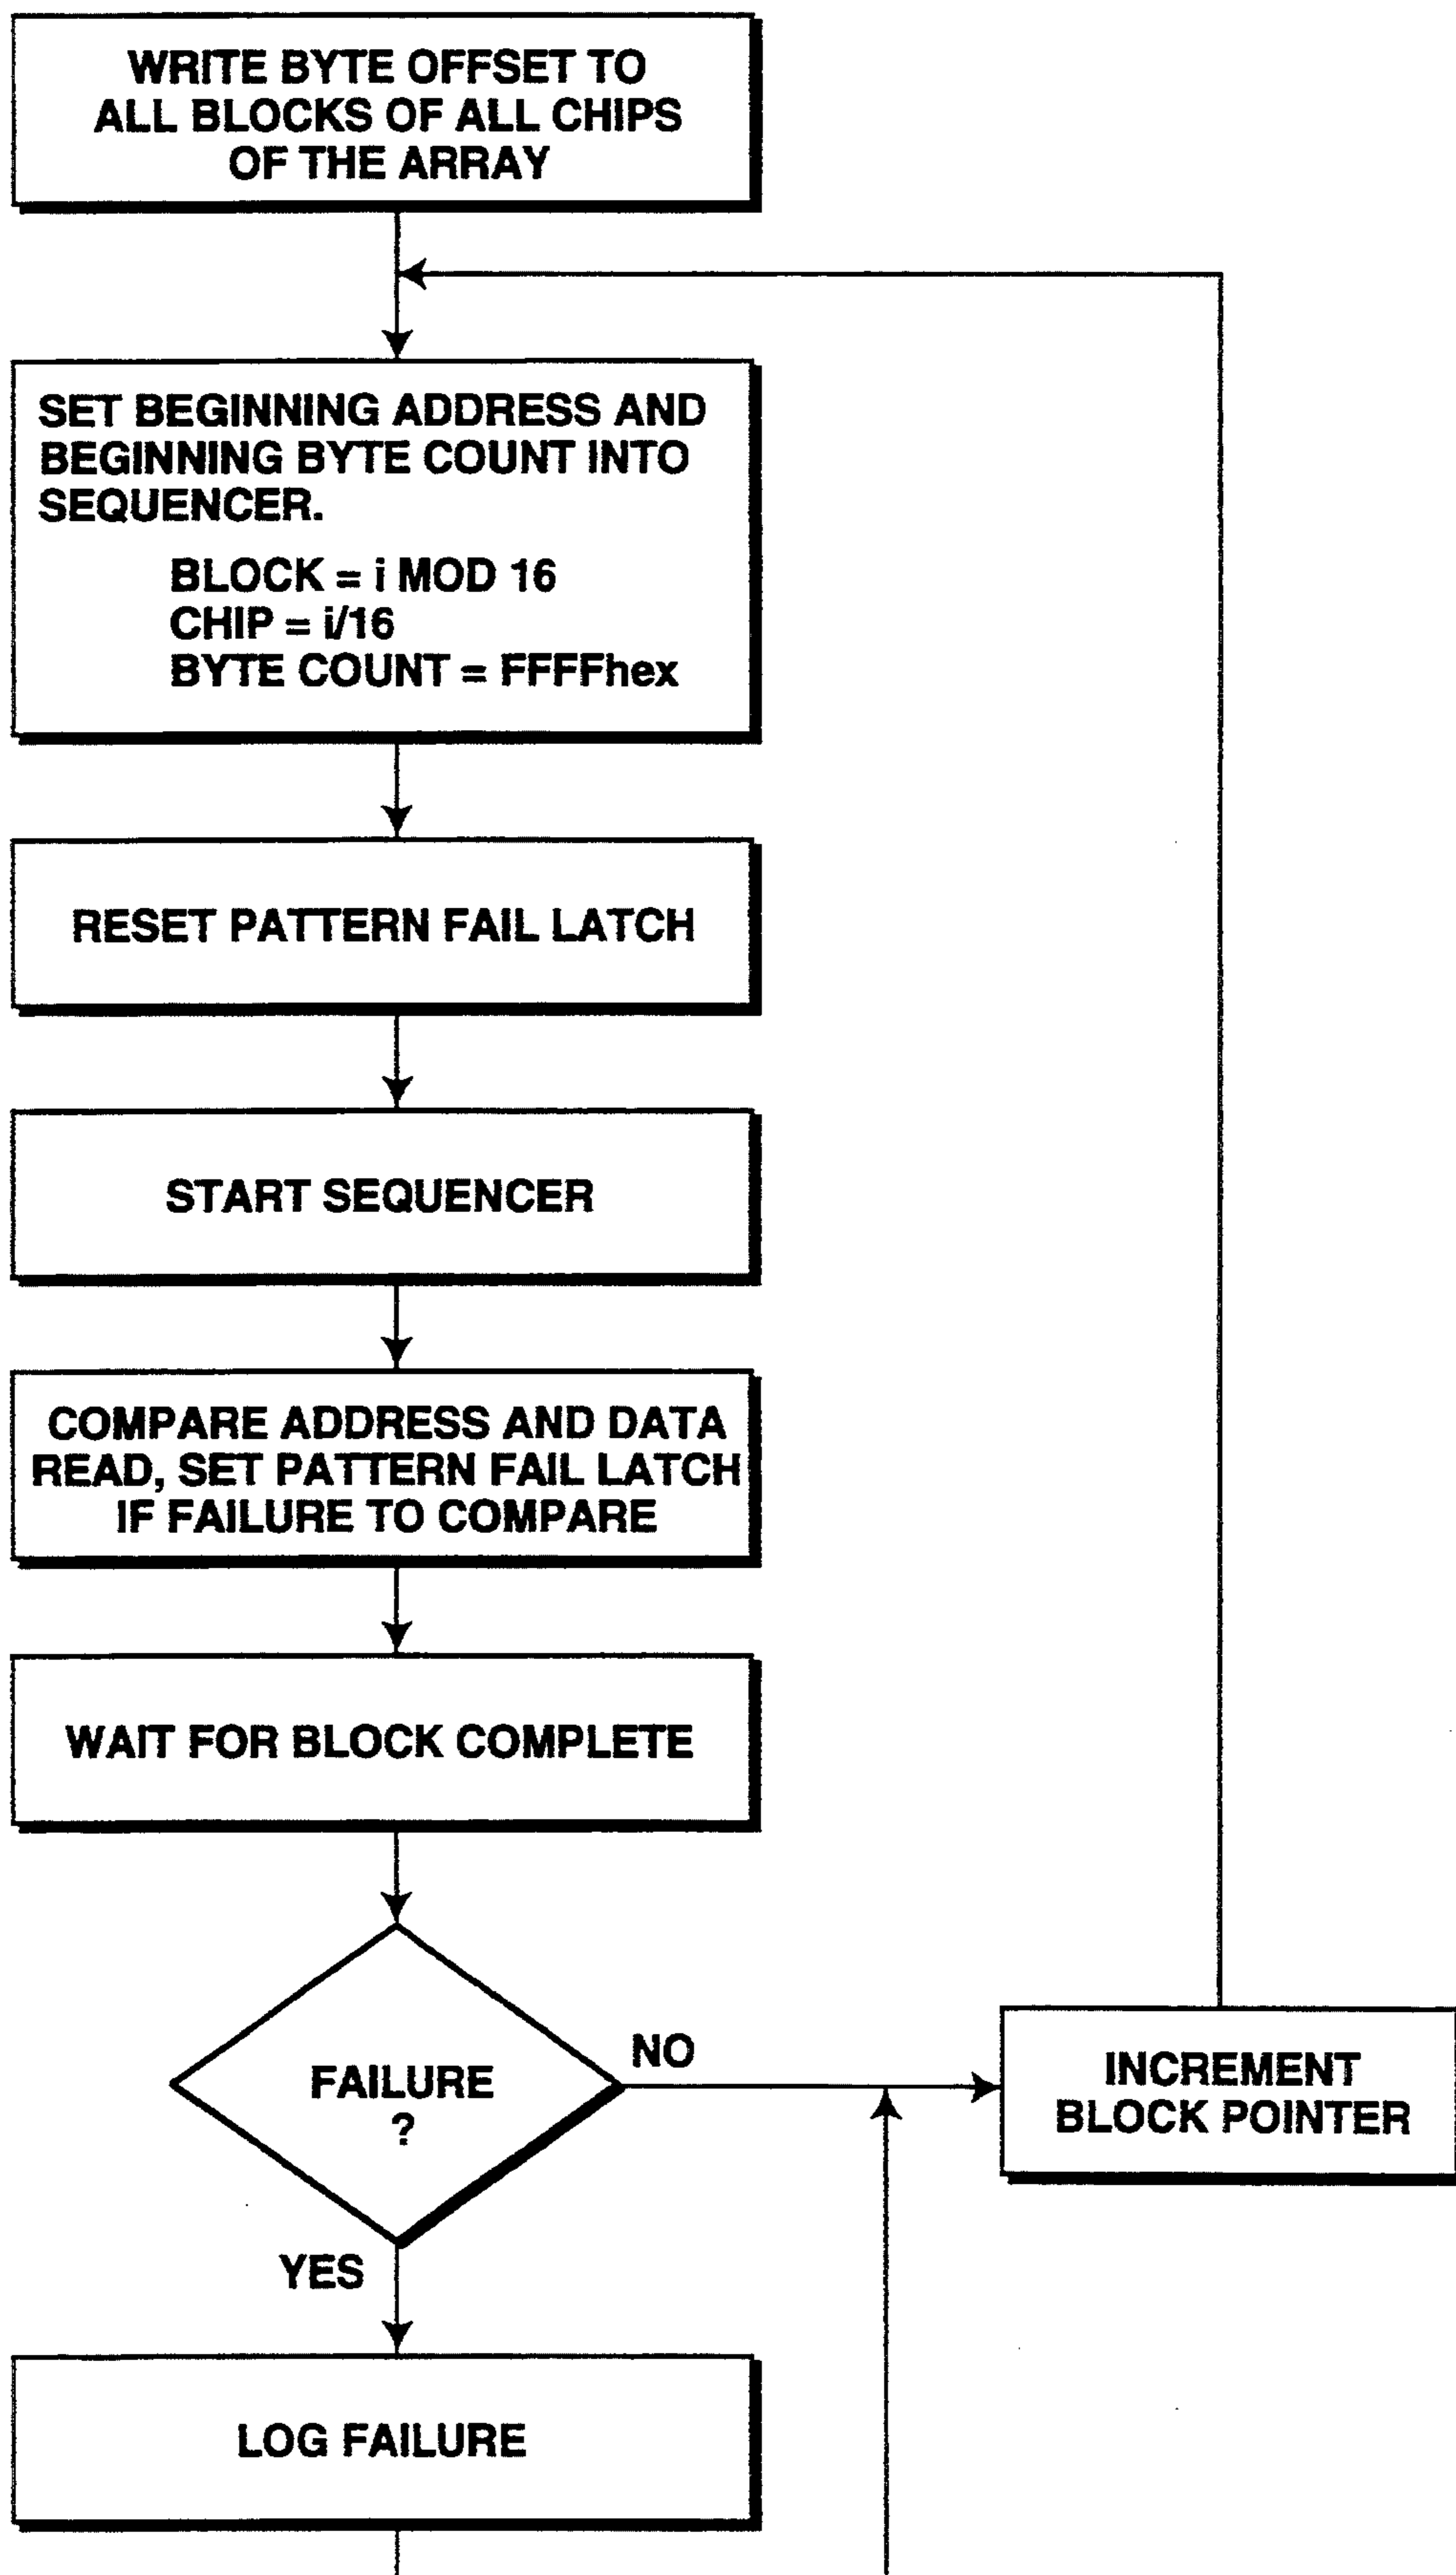 WRITE BYTE OFFSET TO
ALL BLOCKS OF ALL CHIPS
OF THE ARRAY
SET BEGINNING ADDRESS AND
BEGINNING BYTE COUNT INTO
SEQUENCER.
BLOCK = i MOD 16
CHIP = i/16
BYTE COUNT = FFFFhex
RESET PATTERN FAIL LATCH
START SEQUENCER
COMPARE ADDRESS AND DATA
READ, SET PATTERN FAIL LATCH
IF FAILURE TO COMPARE
WAIT FOR BLOCK COMPLETE
FAILURE
?
NO
INCREMENT
BLOCK POINTER
YES
LOG FAILURE